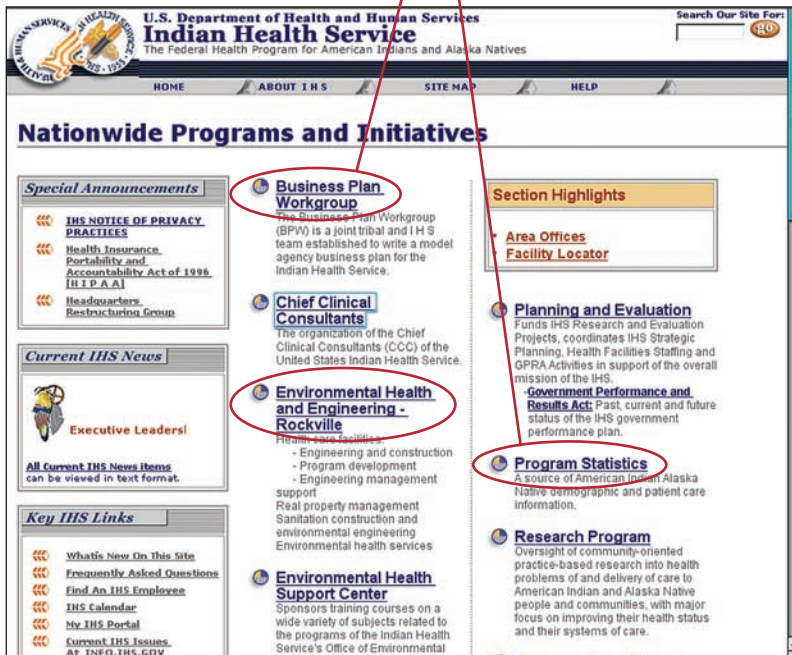 U.S. Department of Health and Human Services
Indian Health Service
The Federal Health Program for American Indians and Alaska Natives
Search Our Site For:
go
HOME
ABOUT I H S
SITE MAP
HELP
Nationwide Programs and Initiatives
Special Announcements
IHS NOTICE OF PRIVACY
PRACTICES
Health Insurance
Portability and
Accountability Act of 1996
[H I P A A]
Headquarters
Restructuring Group
Current IHS News
Executive Leaders!
All Current IHS News items
can be viewed in text format.
Key IHS Links
What's New On This Site
Frequently Asked Questions
Find An IHS Employee
IHS Calendar
My IHS Portal
Current IHS Issues
At INFO.IHS.GOV
Business Plan
Workgroup
The Business Plan Workgroup
(BPW) is a joint tribal and I H S
team established to write a model
agency business plan for the
Indian Health Service.
Chief Clinical
Consultants
The organization of the Chief
Clinical Consultants (CCC) of the
United States Indian Health Service.
Environmental Health
and Engineering -
Rockville
Health care facilities:
- Engineering and construction
- Program development
- Engineering management
support
Real property management
Sanitation construction and
environmental engineering
Environmental health services
Environmental Health
Support Center
Sponsors training courses on a
wide variety of subjects related to
the programs of the Indian Health
Service's Office of Environmental
Section Highlights
Area Offices
Facility Locator
Planning and Evaluation
Funds IHS Research and Evaluation
Projects, coordinates IHS Strategic
Planning, Health Facilities Staffing and
GPRA Activities in support of the overall
mission of the IHS.
-Government Performance and
Results Act: Past, current and future
status of the IHS government
performance plan.
Program Statistics
A source of American Indian Alaska
Native demographic and patient care
information.
Research Program
Oversight of community-oriented
practice-based research into health
problems of and delivery of care to
American Indian and Alaska Native
people and communities, with major
focus on improving their health status
and their systems of care.